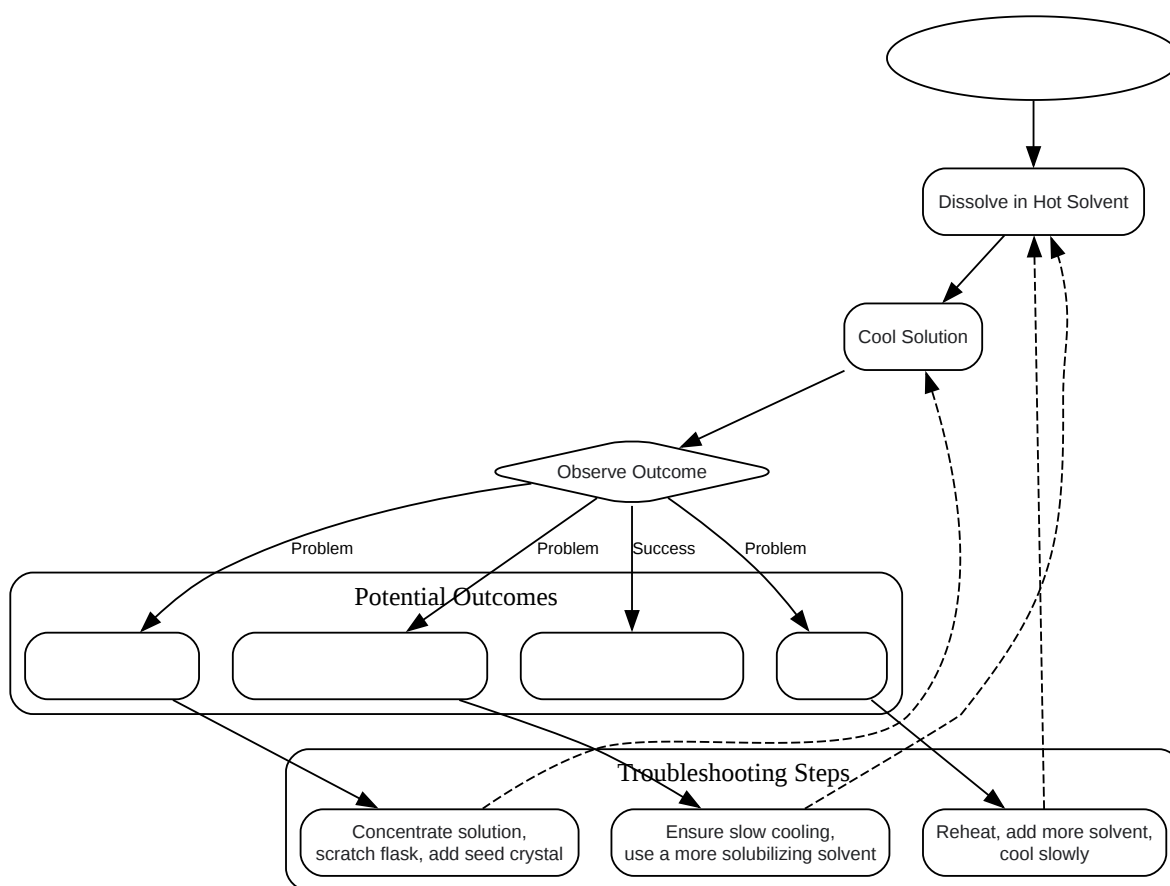 Dissolve in Hot Solvent
Cool Solution
Observe Outcome
Problem
Problem
Success
Problem
Potential Outcomes
Troubleshooting Steps
Concentrate solution,
scratch flask, add seed crystal
Ensure slow cooling,
use a more solubilizing solvent
Reheat, add more solvent,
cool slowly